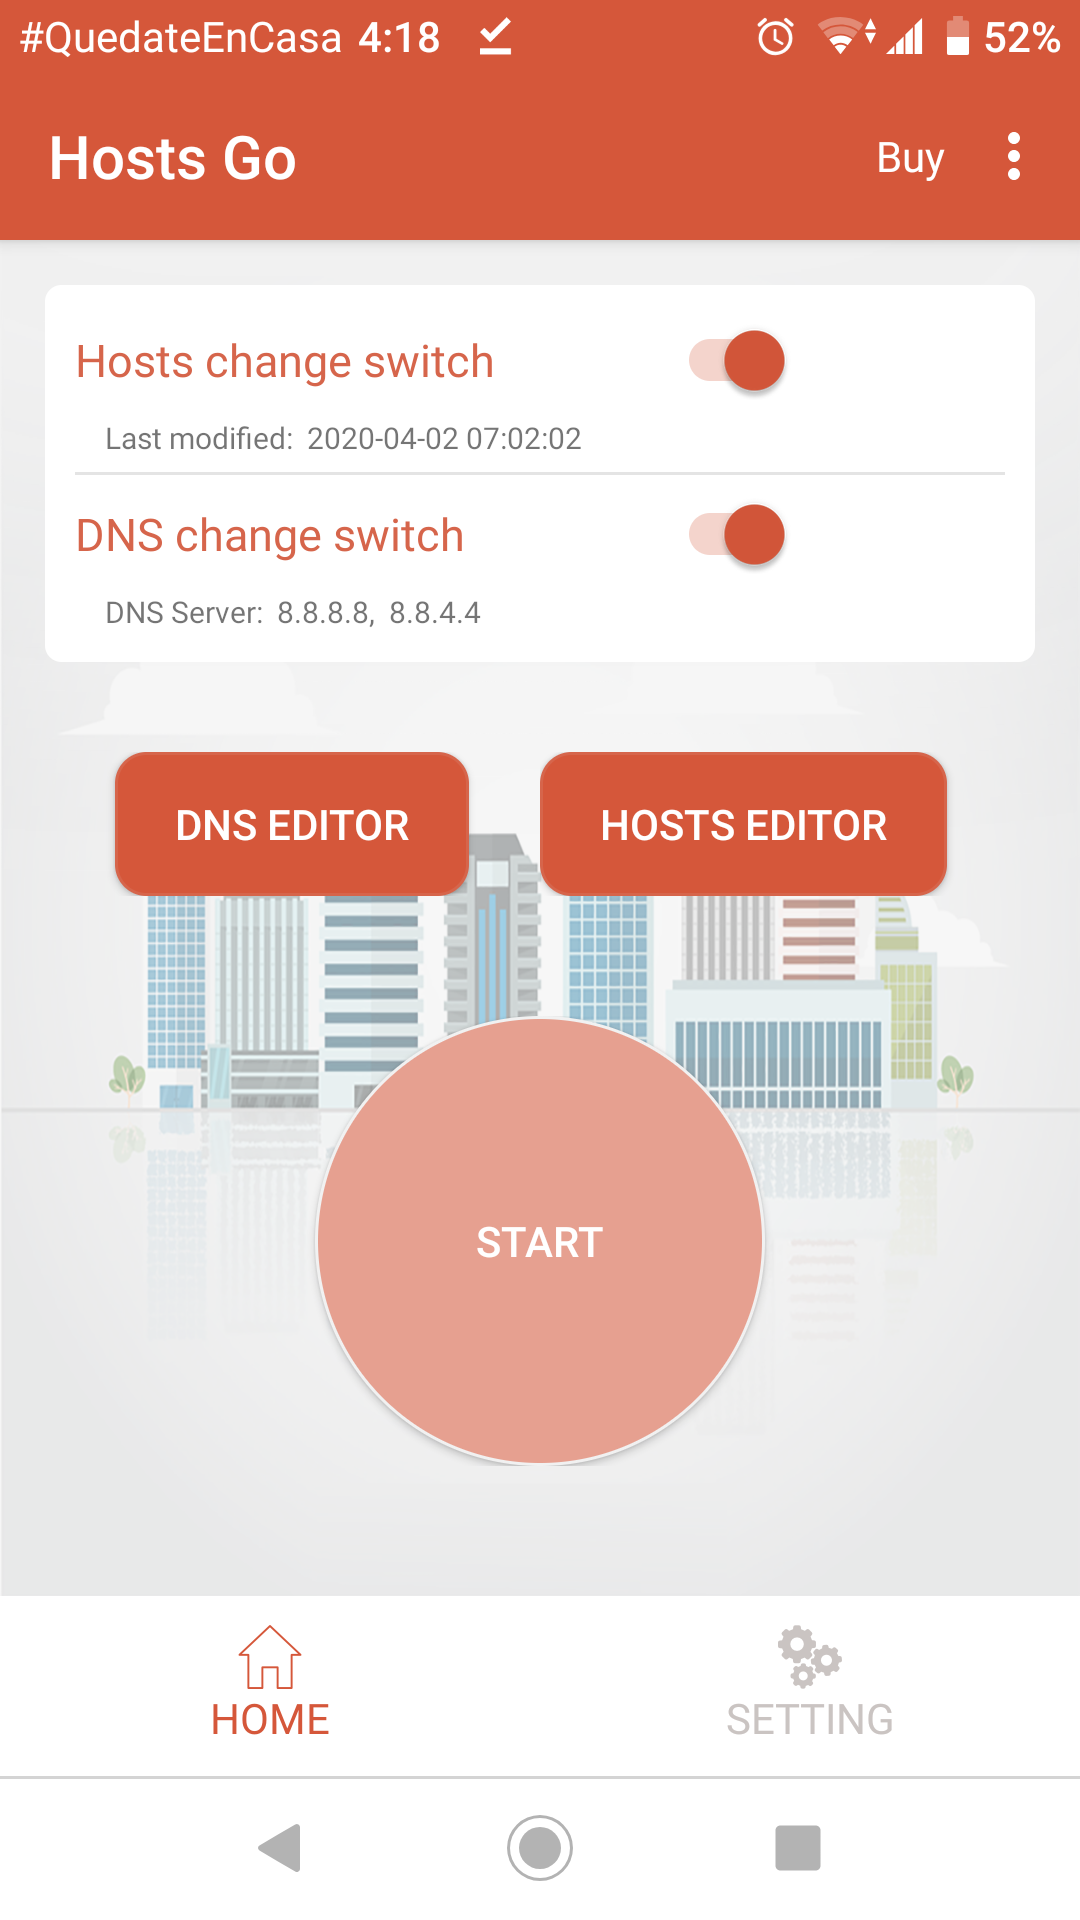 #QuedateEnCasa 4:18 52%
Hosts Go Buy
Hosts change switch
Last modified: 2020-04-02 07:02:02
DNS change switch
DNS Server: 8.8.8.8, 8.8.4.4
DNS EDITOR HOSTS EDITOR
START
HOME SETTING